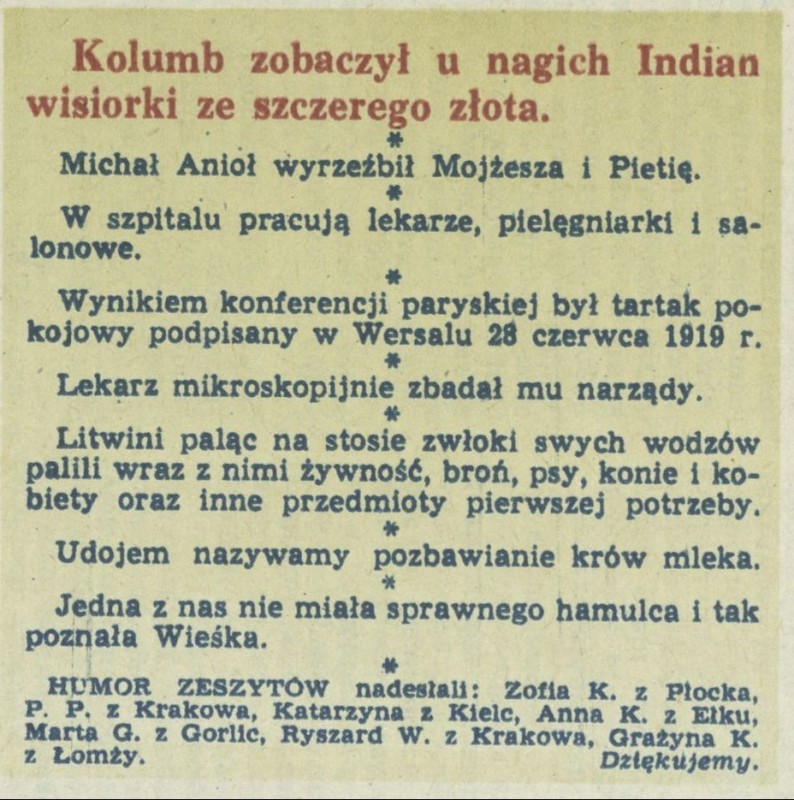 Kolumb zobaczył u nagich Indian
wisiorki ze szczerego złota.
*
Michał Anioł wyrzeźbił Mojżesza i Pietię.
*
W szpitalu pracują lekarze, pielęgniarki i sa-
lonowe.
*
Wynikiem konferencji paryskiej był tartak po-
kojowy podpisany w Wersalu 28 czerwca 1919 r.
*
Lekarz mikroskopijnie zbadał mu narządy.
*
Litwini paląc na stosie zwłoki swych wodzów
palili wraz z nimi żywność, broń, psy, konie i ko-
biety oraz inne przedmioty pierwszej potrzeby.
*
Udojem nazywamy pozbawianie krów mleka.
*
Jedna z nas nie miała sprawnego hamulca i tak
poznała Wieśka.
*
HUMOR ZESZYTÓW nadesłali: Zofia K. z Płocka,
P. P. z Krakowa, Katarzyna z Kielc, Anna K. z Ełku,
Marta G. z Gorlic, Ryszard W. z Krakowa, Grażyna K.
z Łomży. Dziękujemy.